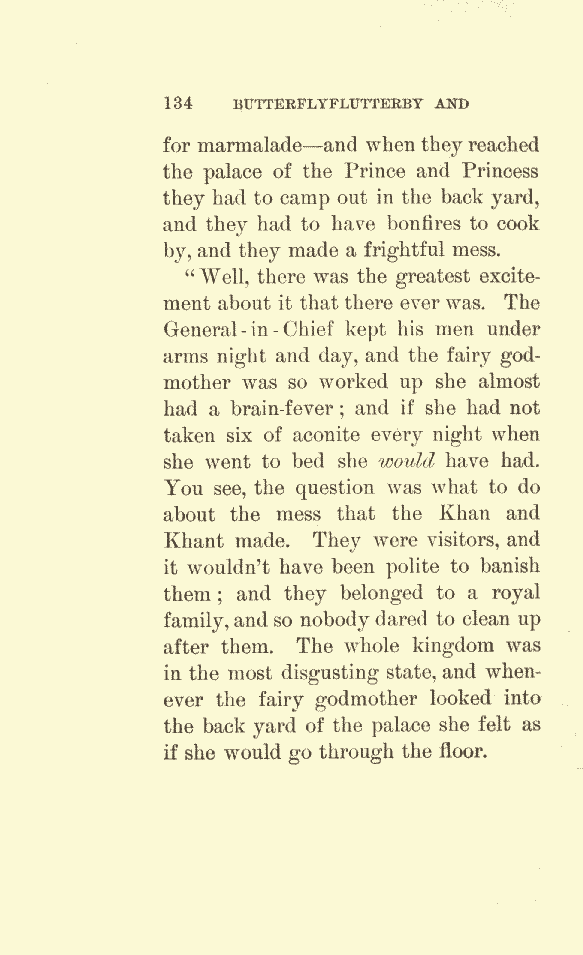 134 BUTTERFLYFLUTTERBY AND
for marmalade—and when they reached
the palace of the Prince and Princess
they had to camp out in the back yard,
and they had to have bonfires to cook
by, and they made a frightful mess.
“Well, there was the greatest excite-
ment about it that there ever was. The
General-in-Chief kept his men under
arms night and day, and the fairy god-
mother was so worked up she almost
had a brain-fever; and if she had not
taken six of aconite every night when
she went to bed she would have had.
You see, the question was what to do
about the mess that the Khan and
Khant made. They were visitors, and
it wouldn't have been polite to banish
them; and they belonged to a royal
family, and so nobody dared to clean up
after them. The whole kingdom was
in the most disgusting state, and when-
ever the fairy godmother looked into
the back yard of the palace she felt as
if she would go through the floor.